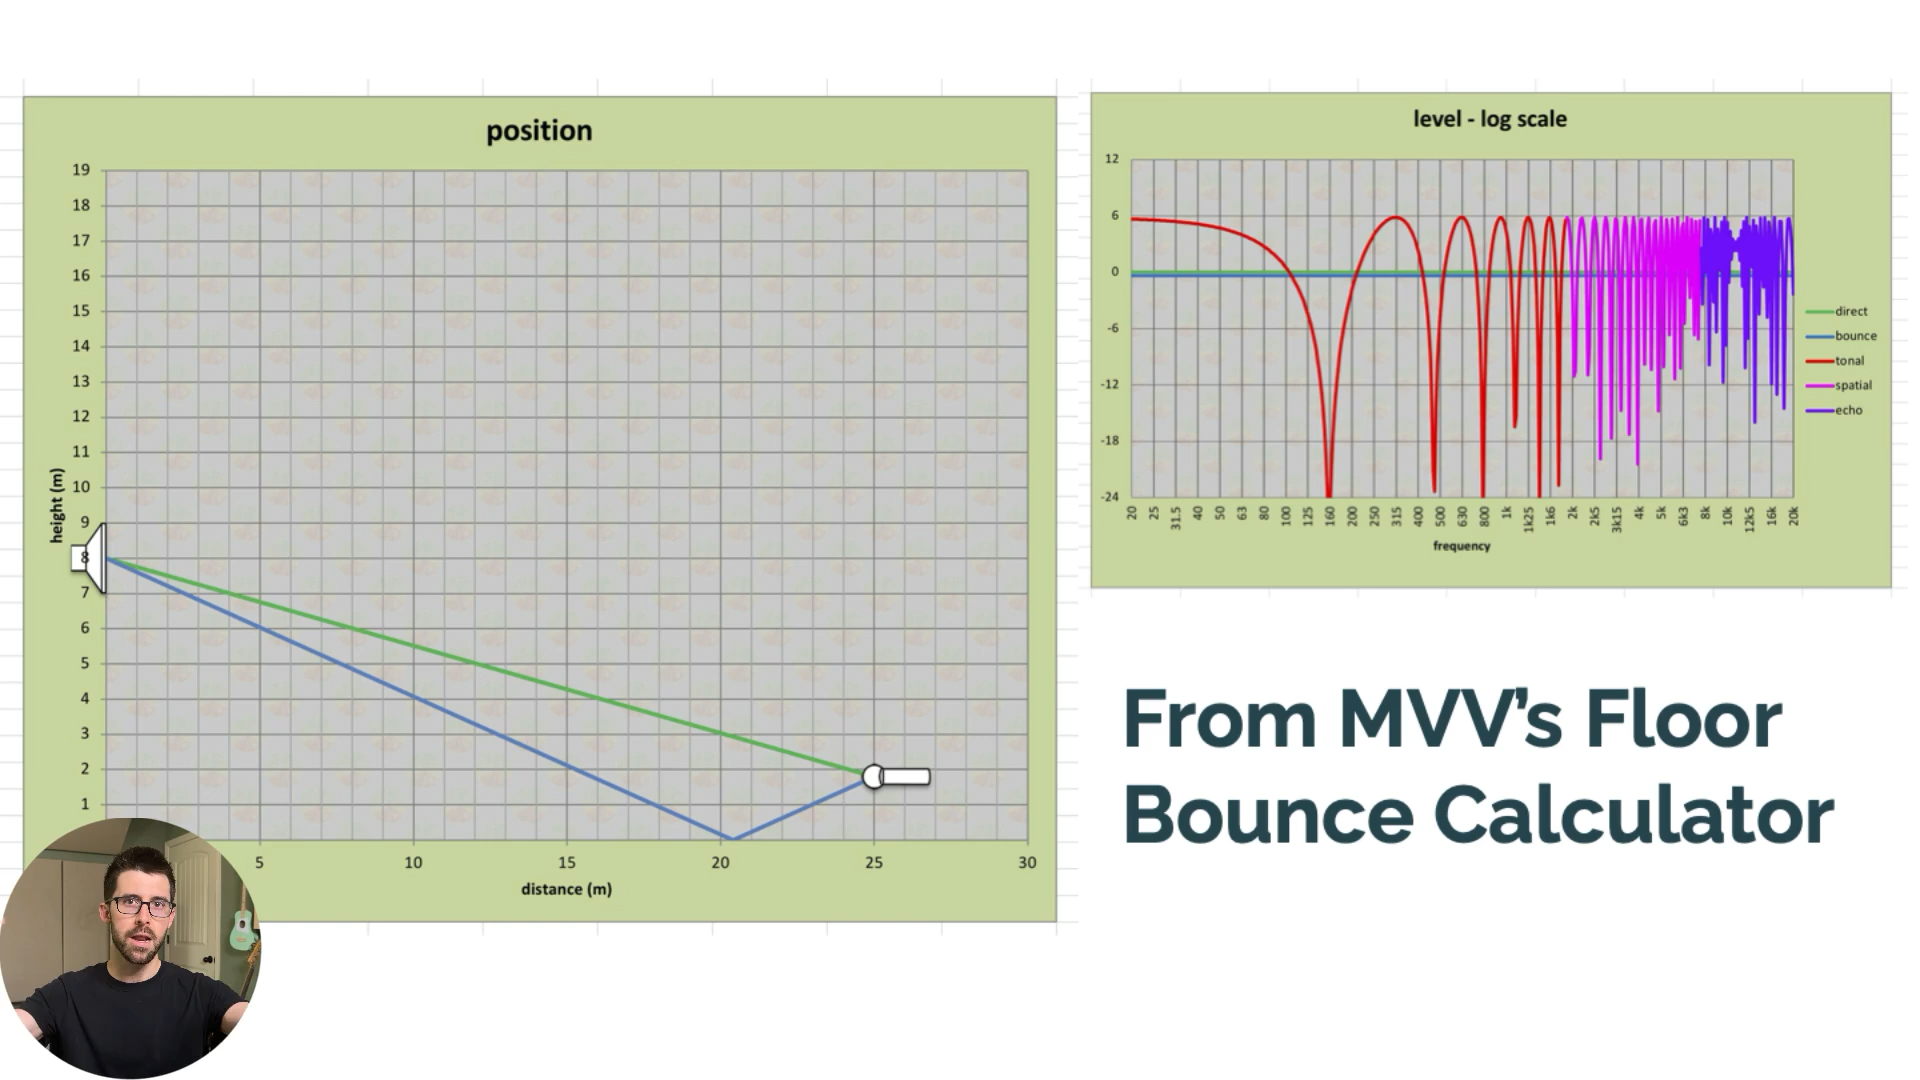 position
19
18
17
16
15
14
13
12
11
10
9
8
7
6
5
4
3
2
1
height (m)
5
10
15
20
25
30
distance (m)
level - log scale
12
6
0
-6
-12
-18
-24
20 25 31.5 40 50 63 80 100 125 160 200 250 315 400 500 630 800 1k 1k25 1k6 2k 2k5 3k15 4k 5k 6k3 8k 10k 12k5 16k 20k
frequency
direct
bounce
tonal
spatial
echo
From MVV’s Floor
Bounce Calculator